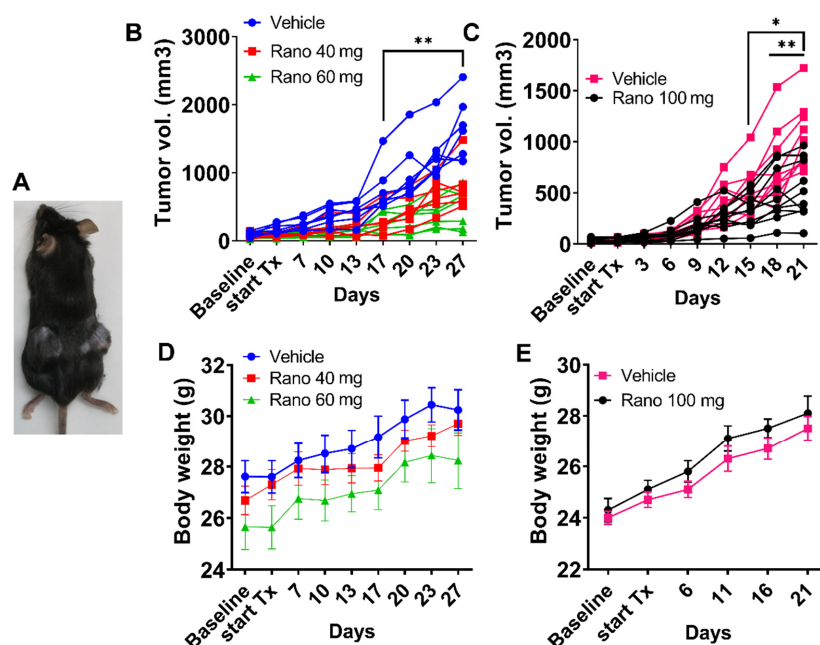 A
B
Vehicle
Rano 40 mg
Rano 60 mg
**
Tumor vol. (mm3)
3000
2000
1000
0
Baseline
start Tx
7
10
13
17
20
23
27
Days
C
*
**
Vehicle
Rano 100 mg
Tumor vol. (mm3)
2000
1500
1000
500
0
Baseline
start Tx
3
6
9
12
15
18
21
Days
D
Vehicle
Rano 40 mg
Rano 60 mg
Body weight (g)
32
30
28
26
24
Baseline
start Tx
7
10
13
17
20
23
27
Days
E
Vehicle
Rano 100 mg
Body weight (g)
30
28
26
24
22
Baseline
start Tx
6
11
16
21
Days